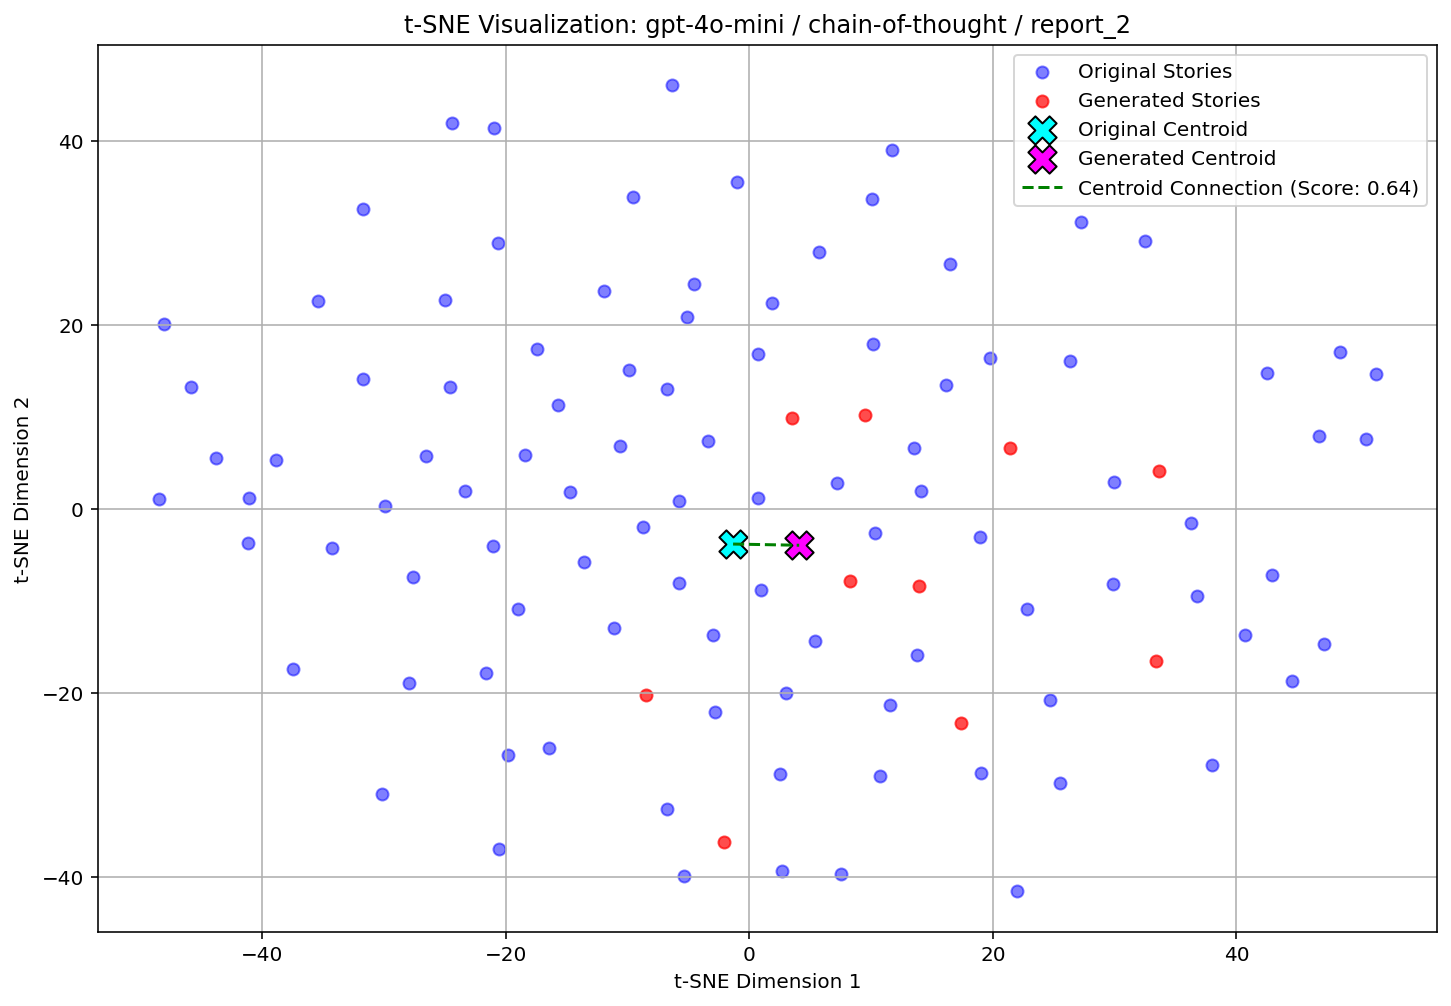 t-SNE Visualization: gpt-4o-mini / chain-of-thought / report_2
Original Stories
Generated Stories
Original Centroid
Generated Centroid
Centroid Connection (Score: 0.64)
t-SNE Dimension 2
40
20
0
−20
−40
−40
−20
0
20
40
t-SNE Dimension 1